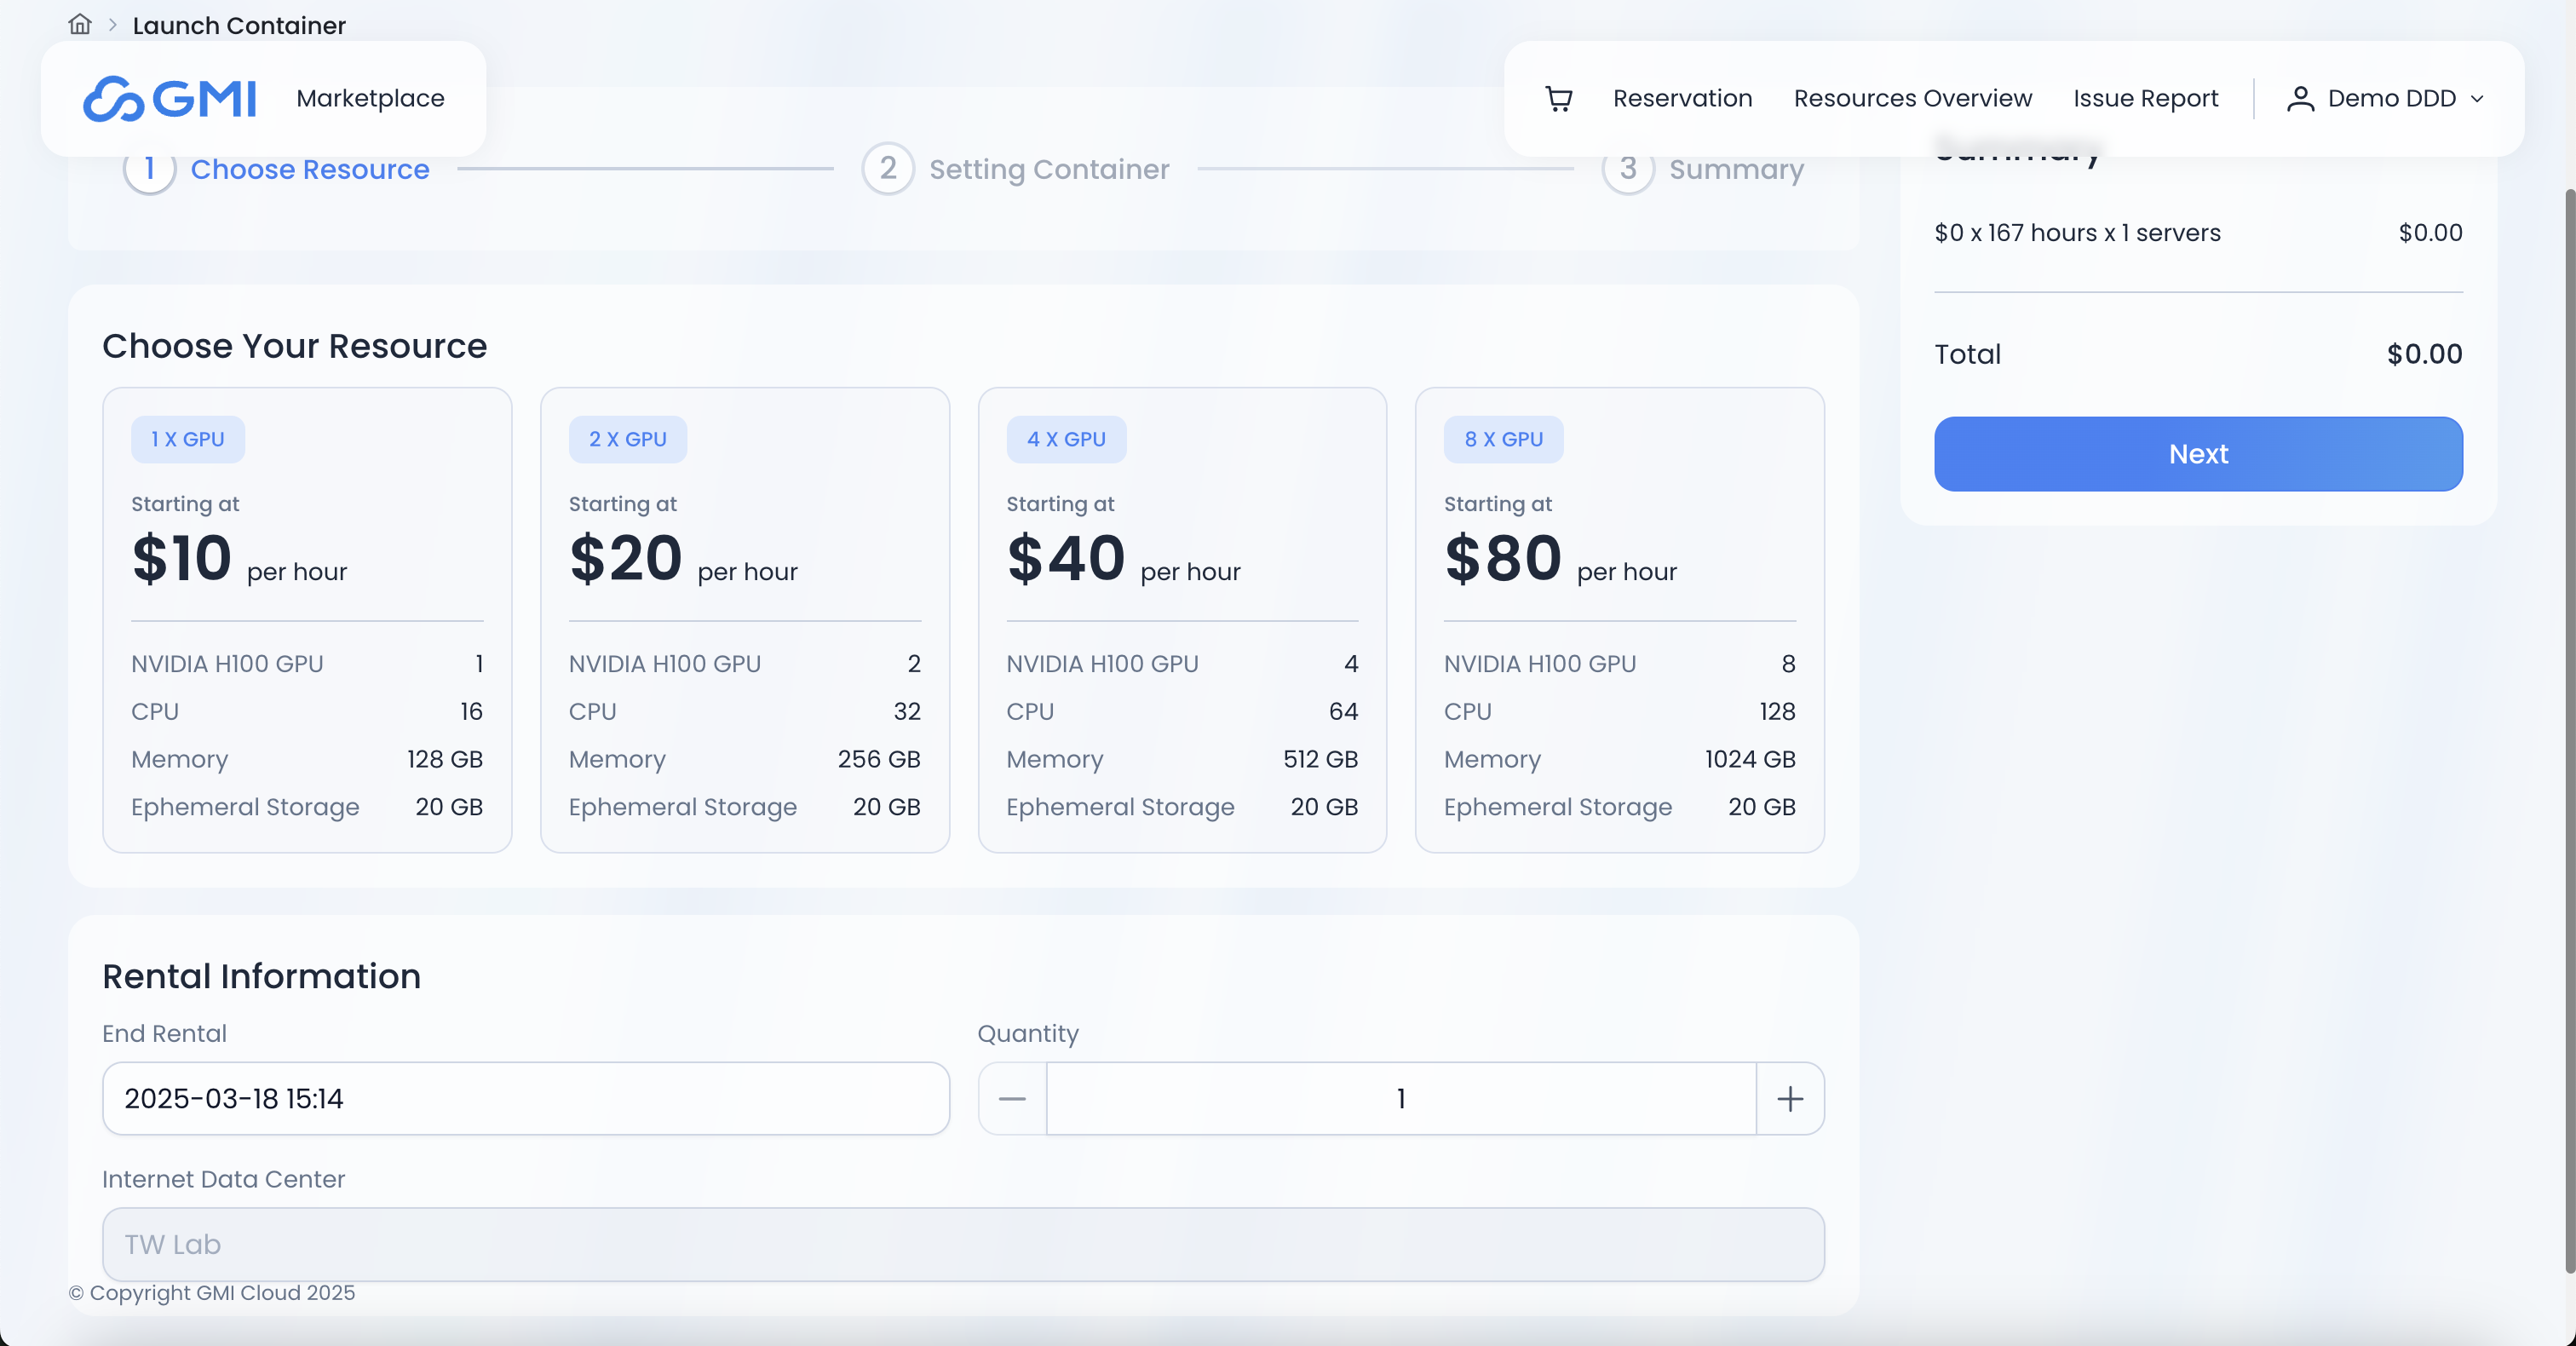 Launch Container
GMI Marketplace
Reservation Resources Overview Issue Report Demo DDD
1 Choose Resource 2 Setting Container 3 Summary
Summary
$0 x 167 hours x 1 servers $0.00
Total $0.00
Next
Choose Your Resource
1 X GPU
Starting at
$10 per hour
NVIDIA H100 GPU 1
CPU 16
Memory 128 GB
Ephemeral Storage 20 GB
2 X GPU
Starting at
$20 per hour
NVIDIA H100 GPU 2
CPU 32
Memory 256 GB
Ephemeral Storage 20 GB
4 X GPU
Starting at
$40 per hour
NVIDIA H100 GPU 4
CPU 64
Memory 512 GB
Ephemeral Storage 20 GB
8 X GPU
Starting at
$80 per hour
NVIDIA H100 GPU 8
CPU 128
Memory 1024 GB
Ephemeral Storage 20 GB
Rental Information
End Rental
2025-03-18 15:14
Quantity
1
Internet Data Center
TW Lab
© Copyright GMI Cloud 2025